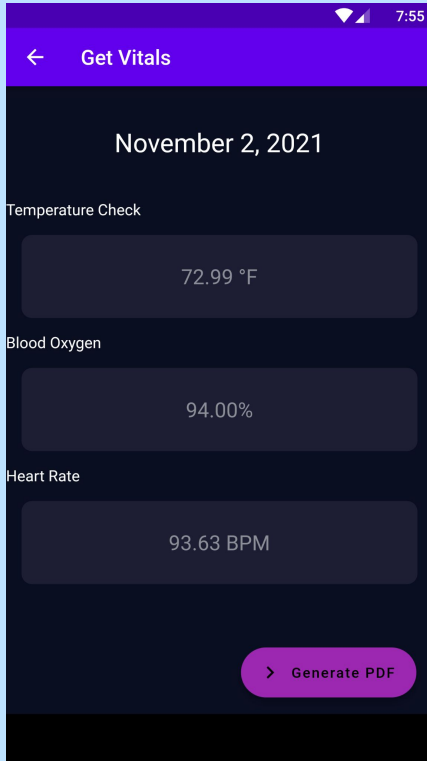 7:55
Get Vitals
November 2, 2021
Temperature Check
72.99 °F
Blood Oxygen
94.00%
Heart Rate
93.63 BPM
Generate PDF